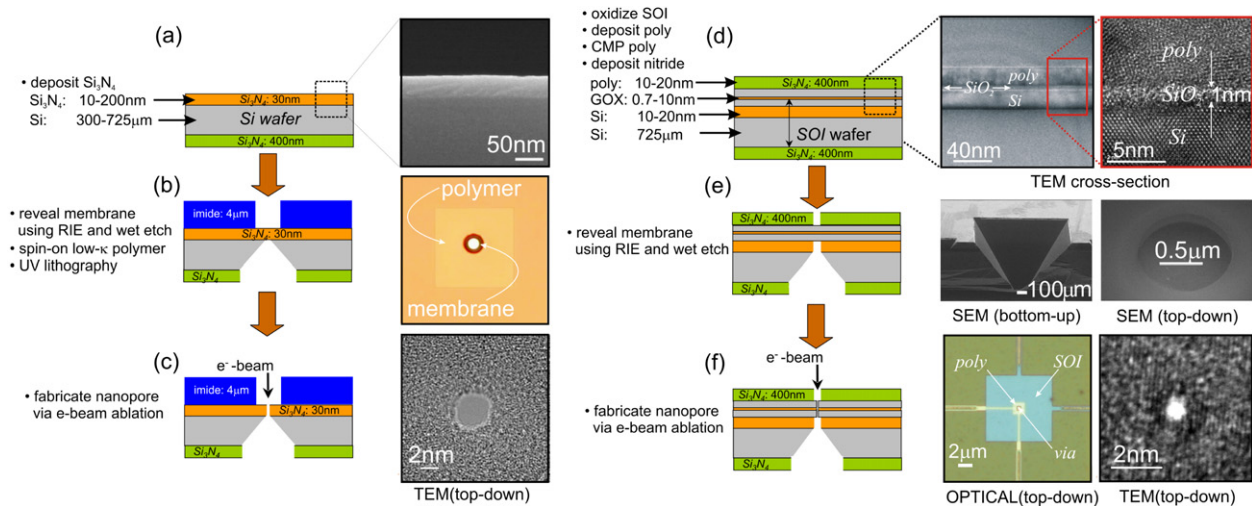 (a)
• deposit Si₃N₄
Si₃N₄: 10-200nm
Si: 300-725μm
Si₃N₄: 30nm
Si wafer
Si₃N₄: 400nm
50nm
(b)
• reveal membrane
using RIE and wet etch
• spin-on low-κ polymer
• UV lithography
imide: 4μm
Si₃N₄: 30nm
Si₃N₄
polymer
membrane
(c)
e⁻ -beam
• fabricate nanopore
via e-beam ablation
imide: 4μm
Si₃N₄: 30nm
Si₃N₄
2nm
TEM(top-down)
• oxidize SOI
• deposit poly
• CMP poly
• deposit nitride
(d)
poly: 10-20nm
GOX: 0.7-10nm
Si: 10-20nm
Si: 725μm
Si₃N₄: 400nm
SOI wafer
Si₃N₄: 400nm
SiO₂
poly
Si
40nm
poly
SiO₂
1nm
Si
5nm
TEM cross-section
(e)
• reveal membrane
using RIE and wet etch
Si₃N₄: 400nm
Si₃N₄
100μm
SEM (bottom-up)
0.5μm
SEM (top-down)
(f)
e⁻ -beam
• fabricate nanopore
via e-beam ablation
Si₃N₄: 400nm
Si₃N₄
poly
SOI
via
2μm
OPTICAL(top-down)
2nm
TEM(top-down)